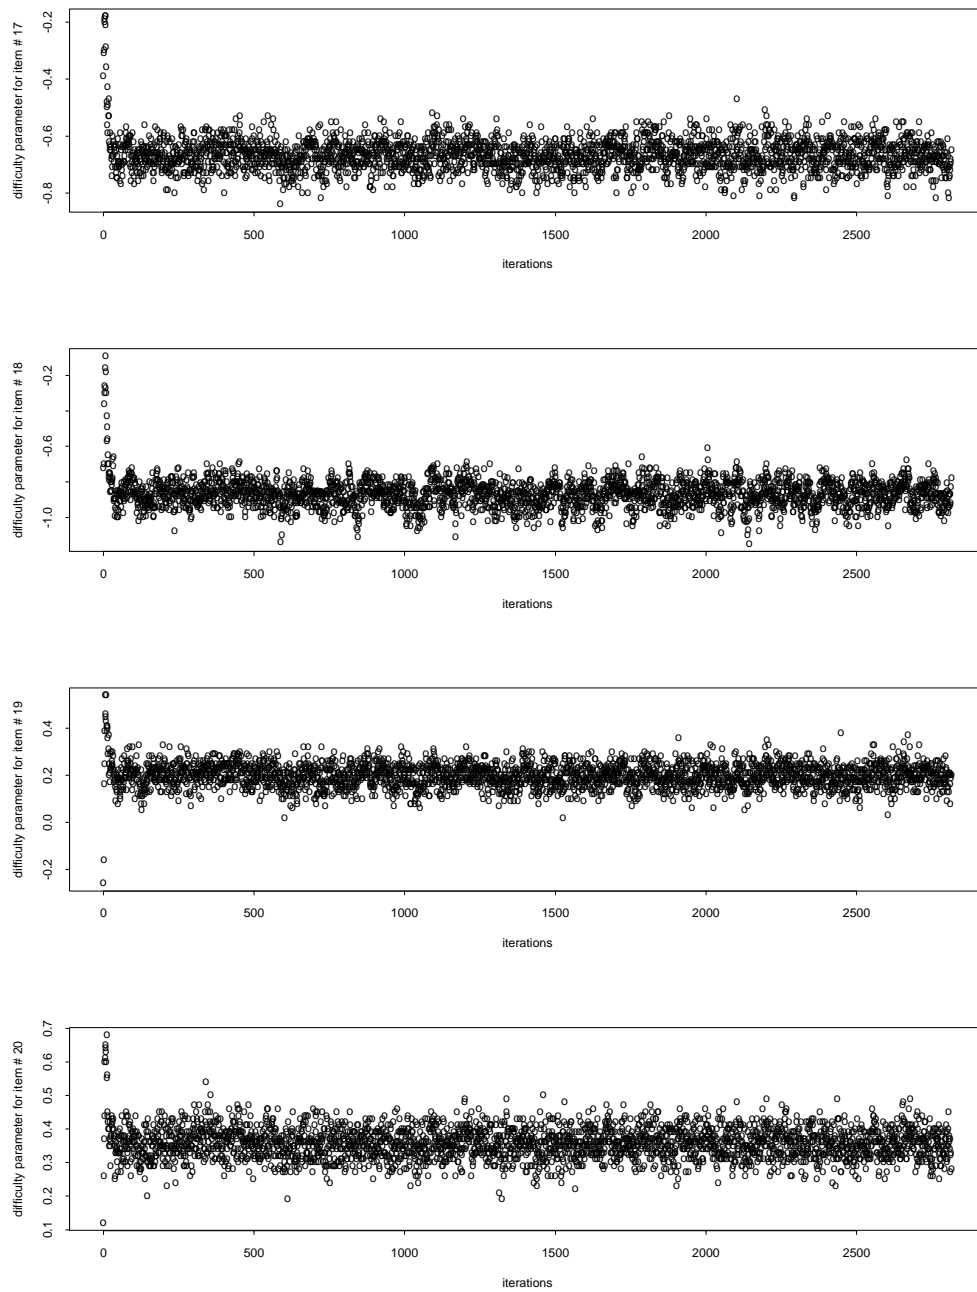 difficulty parameter for item # 17
-0.2
-0.4
-0.6
-0.8
0 500 1000 1500 2000 2500
iterations
difficulty parameter for item # 18
-0.2
-0.6
-1.0
0 500 1000 1500 2000 2500
iterations
difficulty parameter for item # 19
0.4
0.2
0.0
-0.2
0 500 1000 1500 2000 2500
iterations
difficulty parameter for item # 20
0.7
0.6
0.5
0.4
0.3
0.2
0.1
0 500 1000 1500 2000 2500
iterations